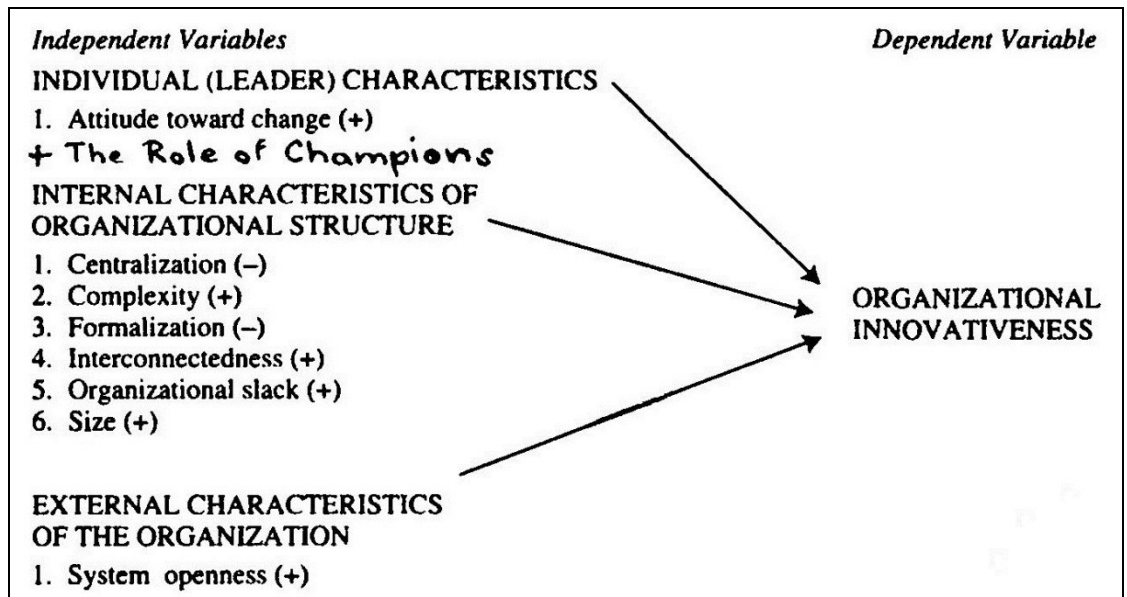 Independent Variables
Dependent Variable
INDIVIDUAL (LEADER) CHARACTERISTICS
1. Attitude toward change (+)
+ The Role of Champions
INTERNAL CHARACTERISTICS OF
ORGANIZATIONAL STRUCTURE
1. Centralization (–)
2. Complexity (+)
3. Formalization (–)
4. Interconnectedness (+)
5. Organizational slack (+)
6. Size (+)
EXTERNAL CHARACTERISTICS
OF THE ORGANIZATION
1. System openness (+)
ORGANIZATIONAL
INNOVATIVENESS